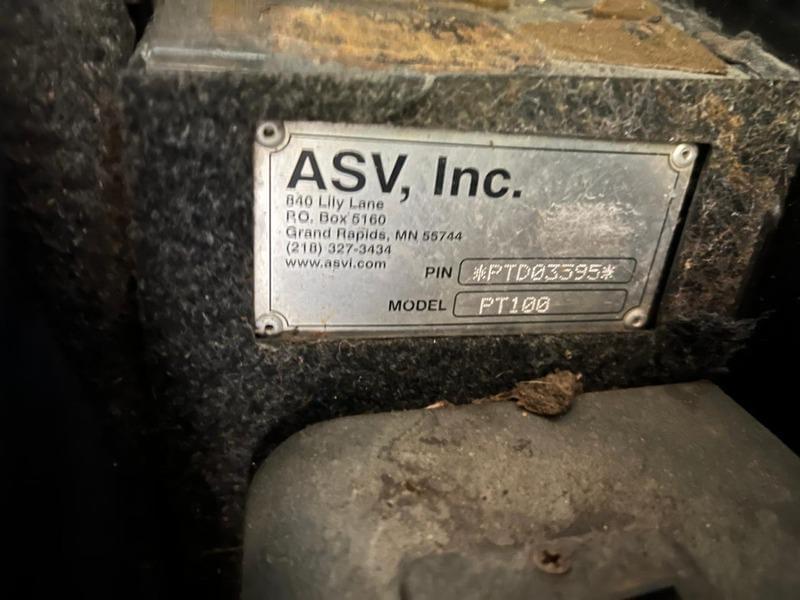 ASV, Inc.
840 Lily Lane
P.O. Box 5160
Grand Rapids, MN 55744
(218) 327-3434
www.asvi.com
PIN *PTD03395*
MODEL PT100